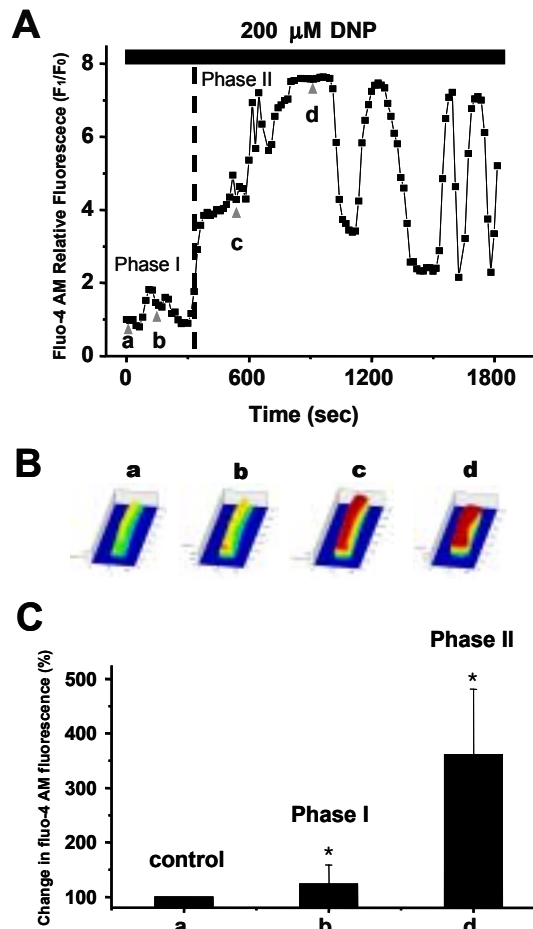 A
200 μM DNP
Fluo-4 AM Relative Fluorescece (F1/F0)
8
6
4
2
0
Phase II
Phase I
a
b
c
d
0 600 1200 1800
Time (sec)
B
a b c d
C
Change in fluo-4 AM fluorescence (%)
500
400
300
200
100
Phase II
*
Phase I
*
control
a b d